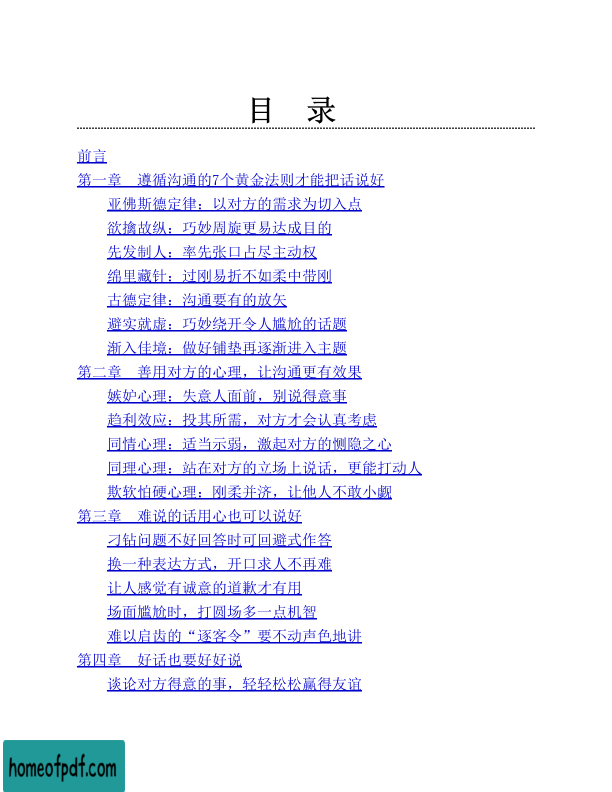 目 录
前言
第一章 遵循沟通的7个黄金法则才能把话说好
亚佛斯德定律：以对方的需求为切入点
欲擒故纵：巧妙周旋更易达成目的
先发制人：率先张口占尽主动权
绵里藏针：过刚易折不如柔中带刚
古德定律：沟通要有的放矢
避实就虚：巧妙绕开令人尴尬的话题
渐入佳境：做好铺垫再逐渐进入主题
第二章 善用对方的心理，让沟通更有效果
嫉妒心理：失意人面前，别说得意事
趋利效应：投其所需，对方才会认真考虑
同情心理：适当示弱，激起对方的恻隐之心
同理心理：站在对方的立场上说话，更能打动人
欺软怕硬心理：刚柔并济，让他人不敢小觑
第三章 难说的话用心也可以说好
刁钻问题不好回答时可回避式作答
换一种表达方式，开口求人不再难
让人感觉有诚意的道歉才有用
场面尴尬时，打圆场多一点机智
难以启齿的“逐客令”要不动声色地讲
第四章 好话也要好好说
谈论对方得意的事，轻轻松松赢得友谊
homeofpdf.com